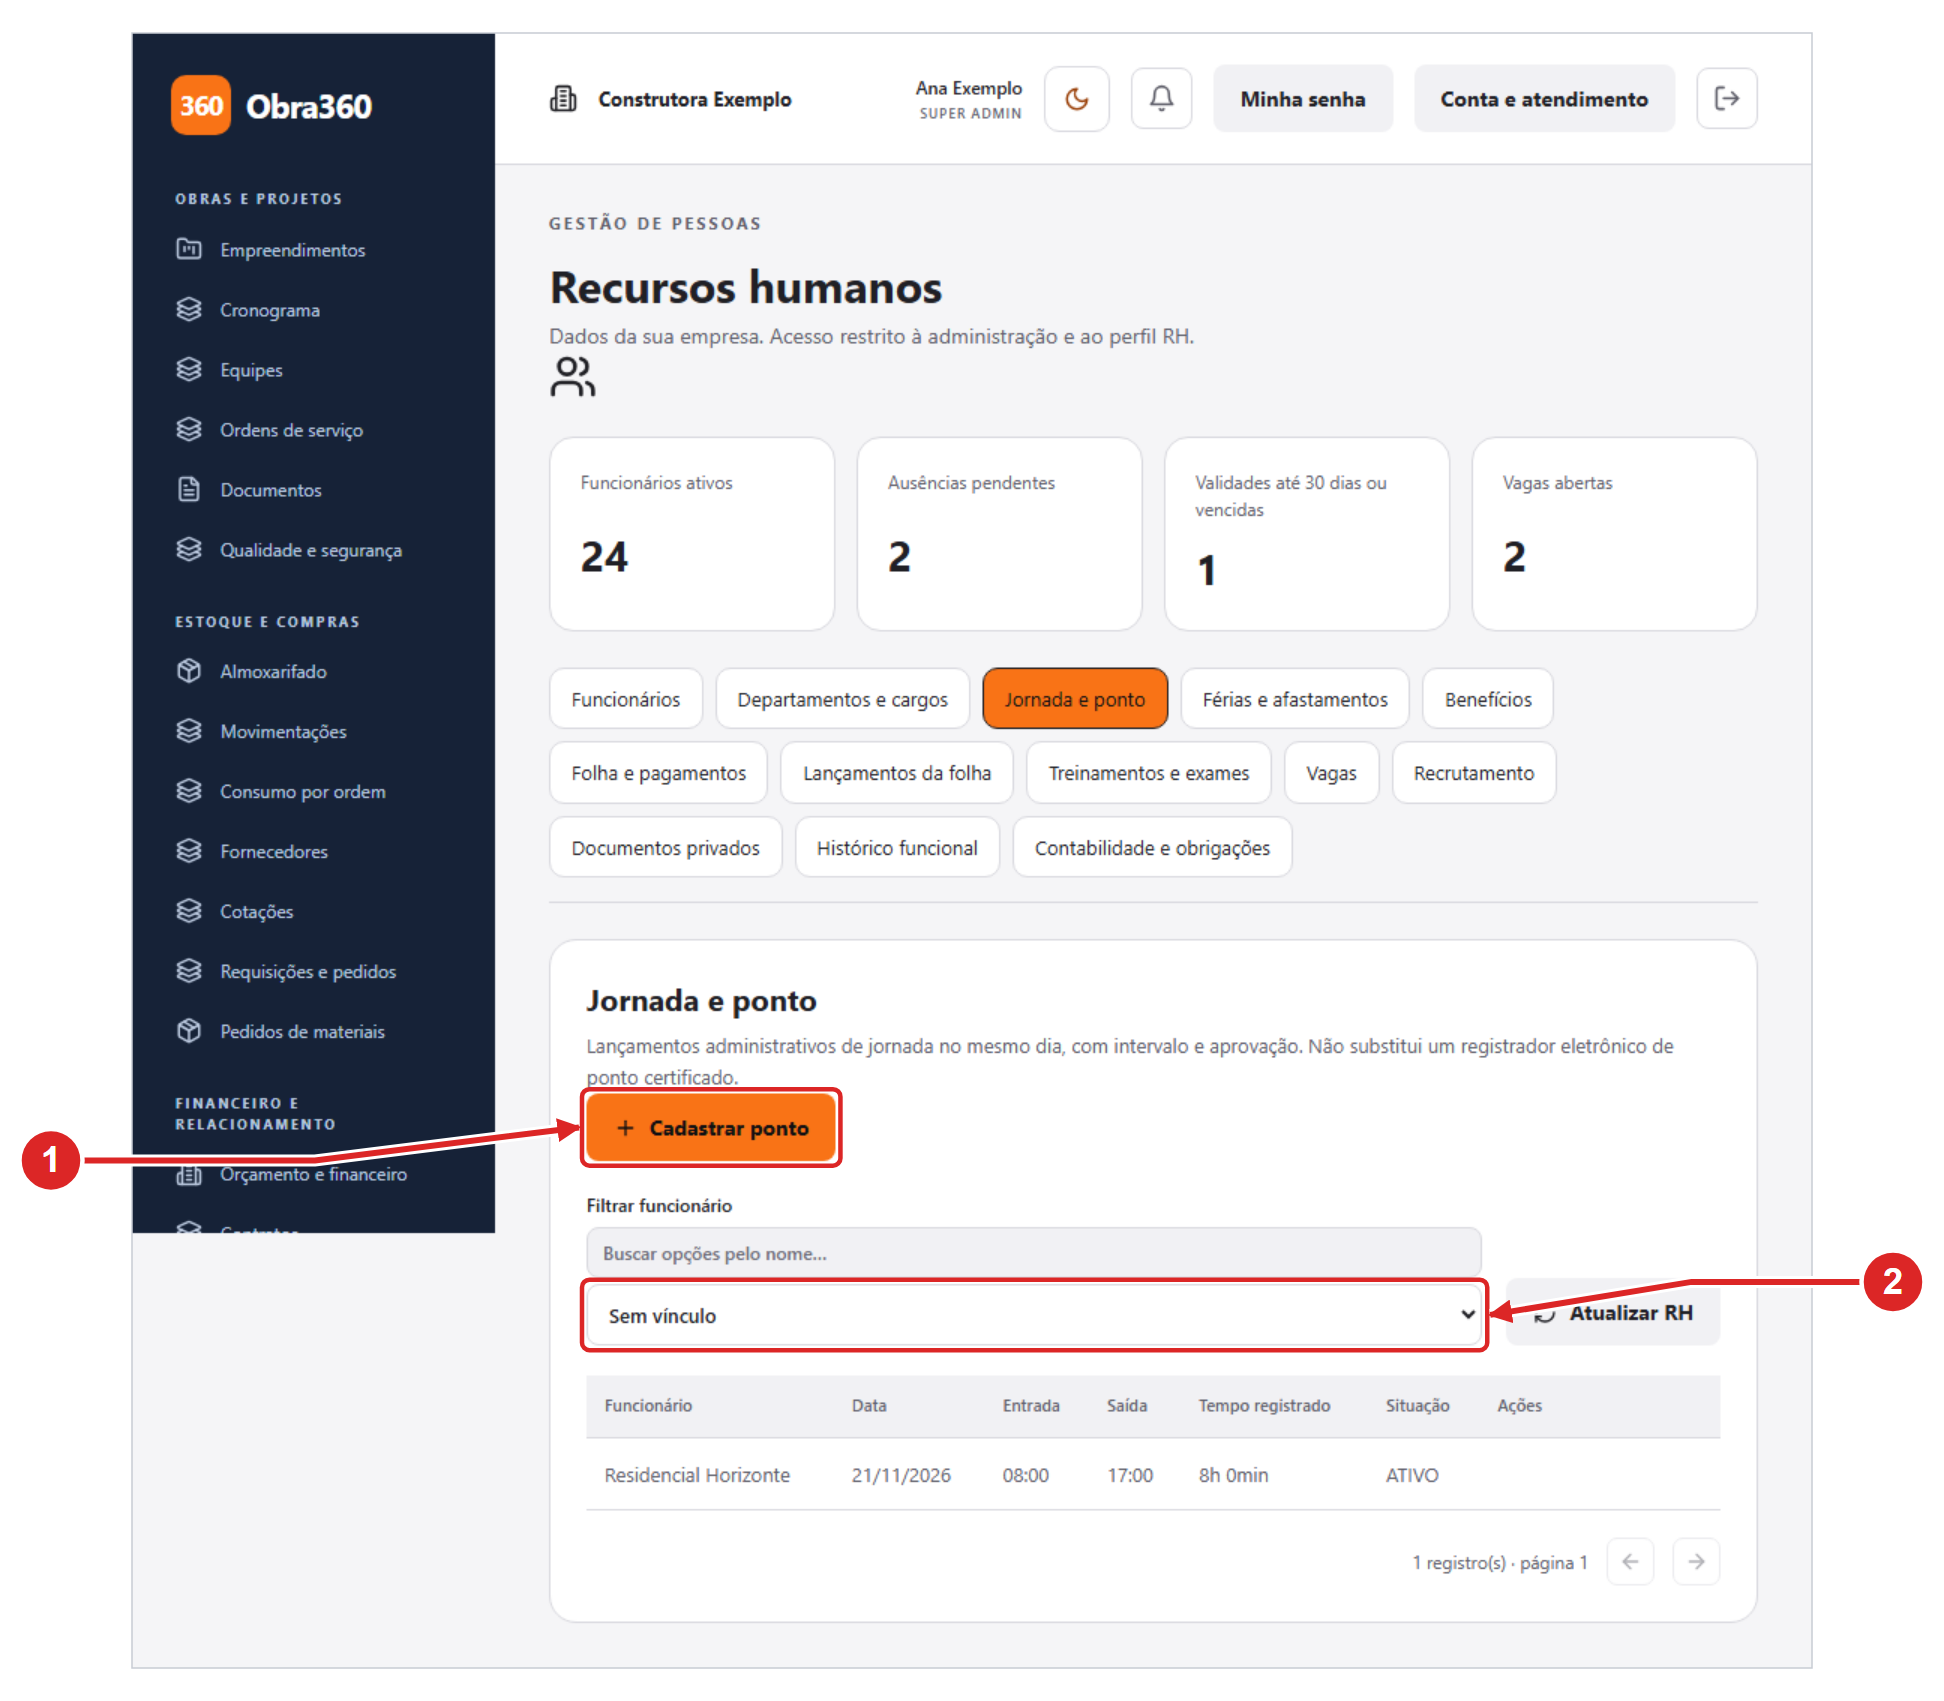 360 Obra360
OBRAS E PROJETOS
Empreendimentos
Cronograma
Equipes
Ordens de serviço
Documentos
Qualidade e segurança
ESTOQUE E COMPRAS
Almoxarifado
Movimentações
Consumo por ordem
Fornecedores
Cotações
Requisições e pedidos
Pedidos de materiais
FINANCEIRO E
RELACIONAMENTO
Orçamento e financeiro
Construtora Exemplo
Ana Exemplo
SUPER ADMIN
Minha senha
Conta e atendimento
GESTÃO DE PESSOAS
Recursos humanos
Dados da sua empresa. Acesso restrito à administração e ao perfil RH.
Funcionários ativos
24
Ausências pendentes
2
Validades até 30 dias ou
vencidas
1
Vagas abertas
2
Funcionários Departamentos e cargos Jornada e ponto Férias e afastamentos Benefícios
Folha e pagamentos Lançamentos da folha Treinamentos e exames Vagas Recrutamento
Documentos privados Histórico funcional Contabilidade e obrigações
Jornada e ponto
Lançamentos administrativos de jornada no mesmo dia, com intervalo e aprovação. Não substitui um registrador eletrônico de
ponto certificado.
1
+ Cadastrar ponto
Filtrar funcionário
Buscar opções pelo nome...
Sem vínculo
Atualizar RH
2
Funcionário Data Entrada Saída Tempo registrado Situação Ações
Residencial Horizonte 21/11/2026 08:00 17:00 8h 0min ATIVO
1 registro(s) · página 1